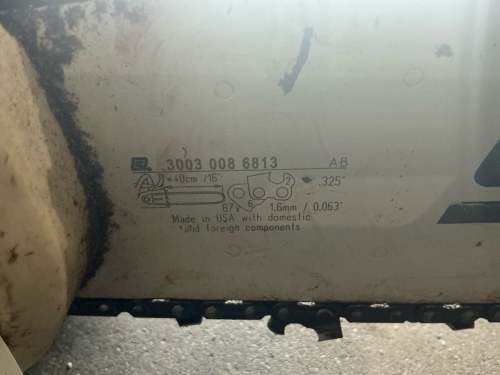 3003 008 6813 AB
40cm /16" .325"
67 1.6mm / 0.063"
Made in USA with domestic
and foreign components